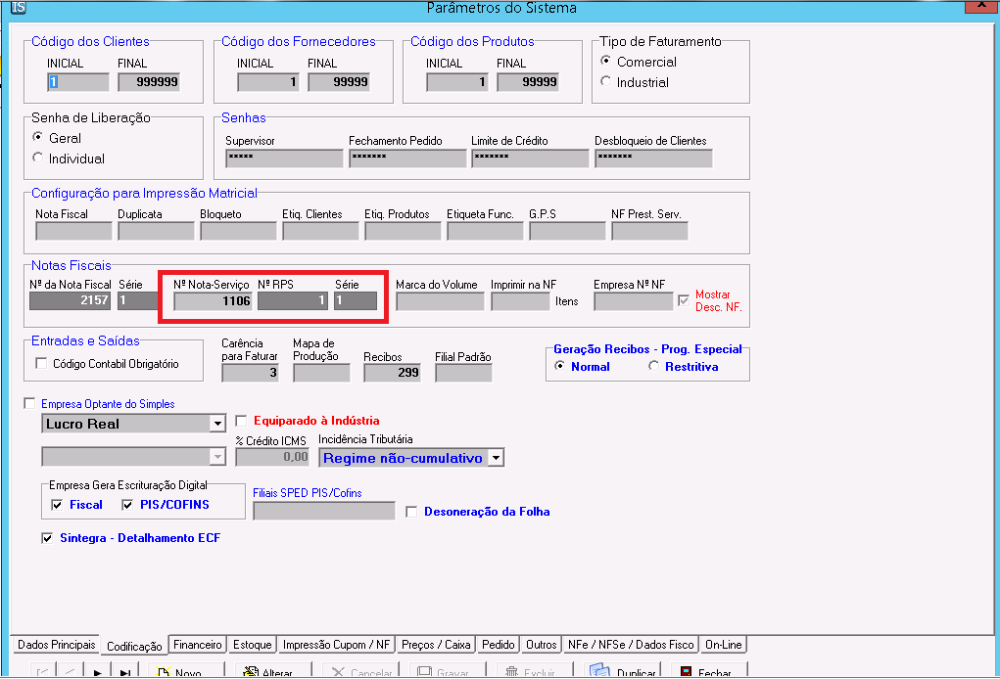 IS Parâmetros do Sistema X
Código dos Clientes Código dos Fornecedores Código dos Produtos Tipo de Faturamento
INICIAL FINAL INICIAL FINAL INICIAL FINAL Comercial
1 999999 1 99999 1 99999 Industrial
Senha de Liberação Senhas
Geral Supervisor Fechamento Pedido Limite de Crédito Desbloqueio de Clientes
Individual ***** ******* ******* *******
Configuração para Impressão Matricial
Nota Fiscal Duplicata Bloqueto Etiq. Clientes Etiq. Produtos Etiqueta Func. G.P.S NF Prest. Serv.
Notas Fiscais
Nº da Nota Fiscal Série Nº Nota-Serviço Nº RPS Série Marca do Volume Imprimir na NF Empresa Nº NF Mostrar
2157 1 1106 1 1 Itens Desc. NF.
Entradas e Saídas Carência Mapa de
Código Contabil Obrigatório para Faturar Produção Recibos Filial Padrão Geração Recibos - Prog. Especial
3 299 Normal Restritiva
Empresa Optante do Simples
Lucro Real Equiparado à Indústria
% Crédito ICMS Incidência Tributária
0,00 Regime não-cumulativo
Empresa Gera Escrituração Digital Filiais SPED PIS/Cofins
Fiscal PIS/COFINS Desoneração da Folha
Sintegra - Detalhamento ECF
Dados Principais Codificação Financeiro Estoque Impressão Cupom / NF Preços / Caixa Pedido Outros NFe / NFSe / Dados Fisco On-Line
Novo Alterar Cancelar Gravar Excluir Duplicar Fechar